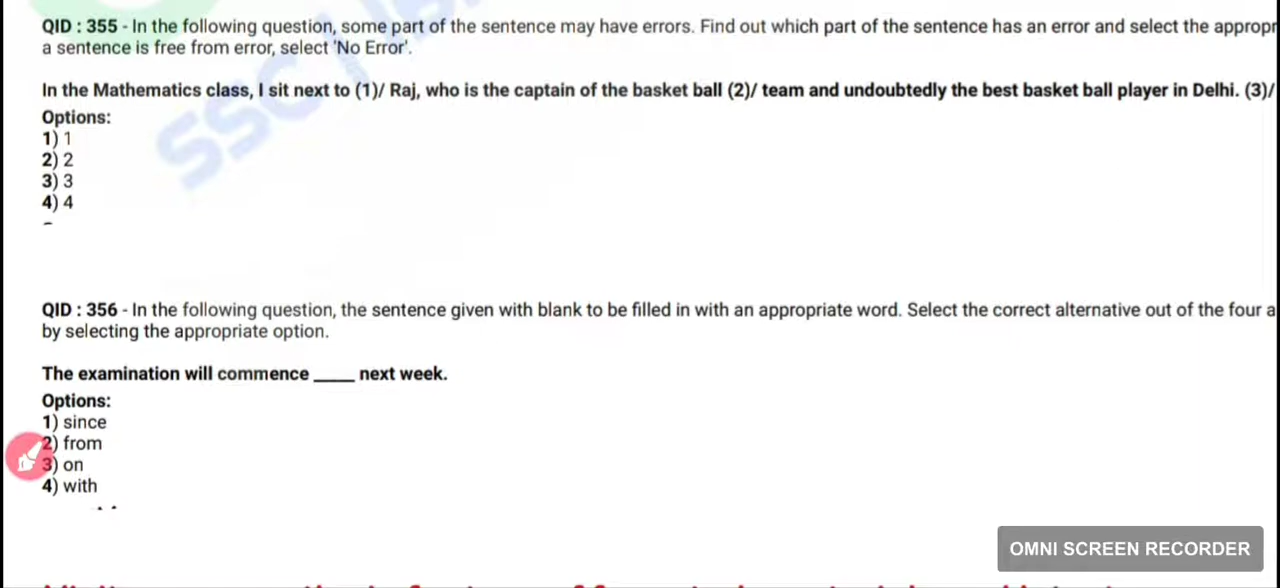 QID : 355 - In the following question, some part of the sentence may have errors. Find out which part of the sentence has an error and select the appropr
a sentence is free from error, select 'No Error'.
In the Mathematics class, I sit next to (1)/ Raj, who is the captain of the basket ball (2)/ team and undoubtedly the best basket ball player in Delhi. (3)/
Options:
1) 1
2) 2
3) 3
4) 4
QID : 356 - In the following question, the sentence given with blank to be filled in with an appropriate word. Select the correct alternative out of the four a
by selecting the appropriate option.
The examination will commence ____ next week.
Options:
1) since
2) from
3) on
4) with
OMNI SCREEN RECORDER